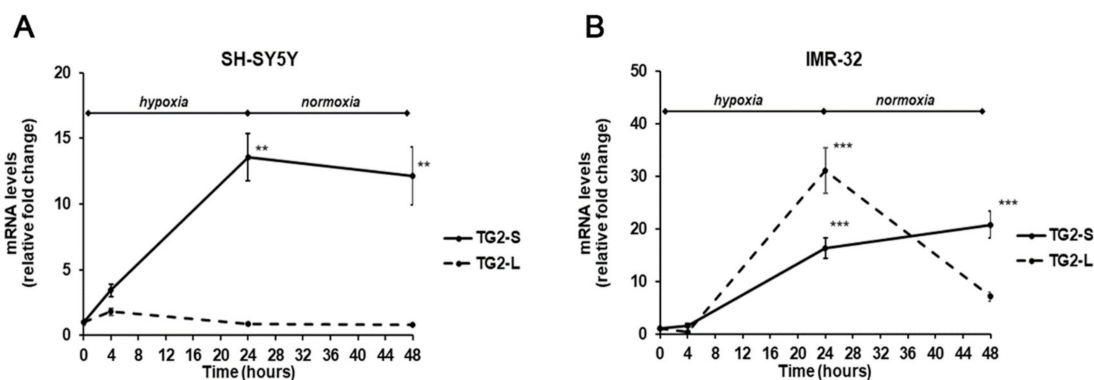 A
SH-SY5Y
mRNA levels
(relative fold change)
20
15
10
5
0
hypoxia normoxia
**
**
TG2-S
TG2-L
0 4 8 12 16 20 24 28 32 36 40 44 48
Time (hours)
B
IMR-32
mRNA levels
(relative fold change)
50
40
30
20
10
0
hypoxia normoxia
***
***
***
TG2-S
TG2-L
0 4 8 12 16 20 24 28 32 36 40 44 48
Time (hours)